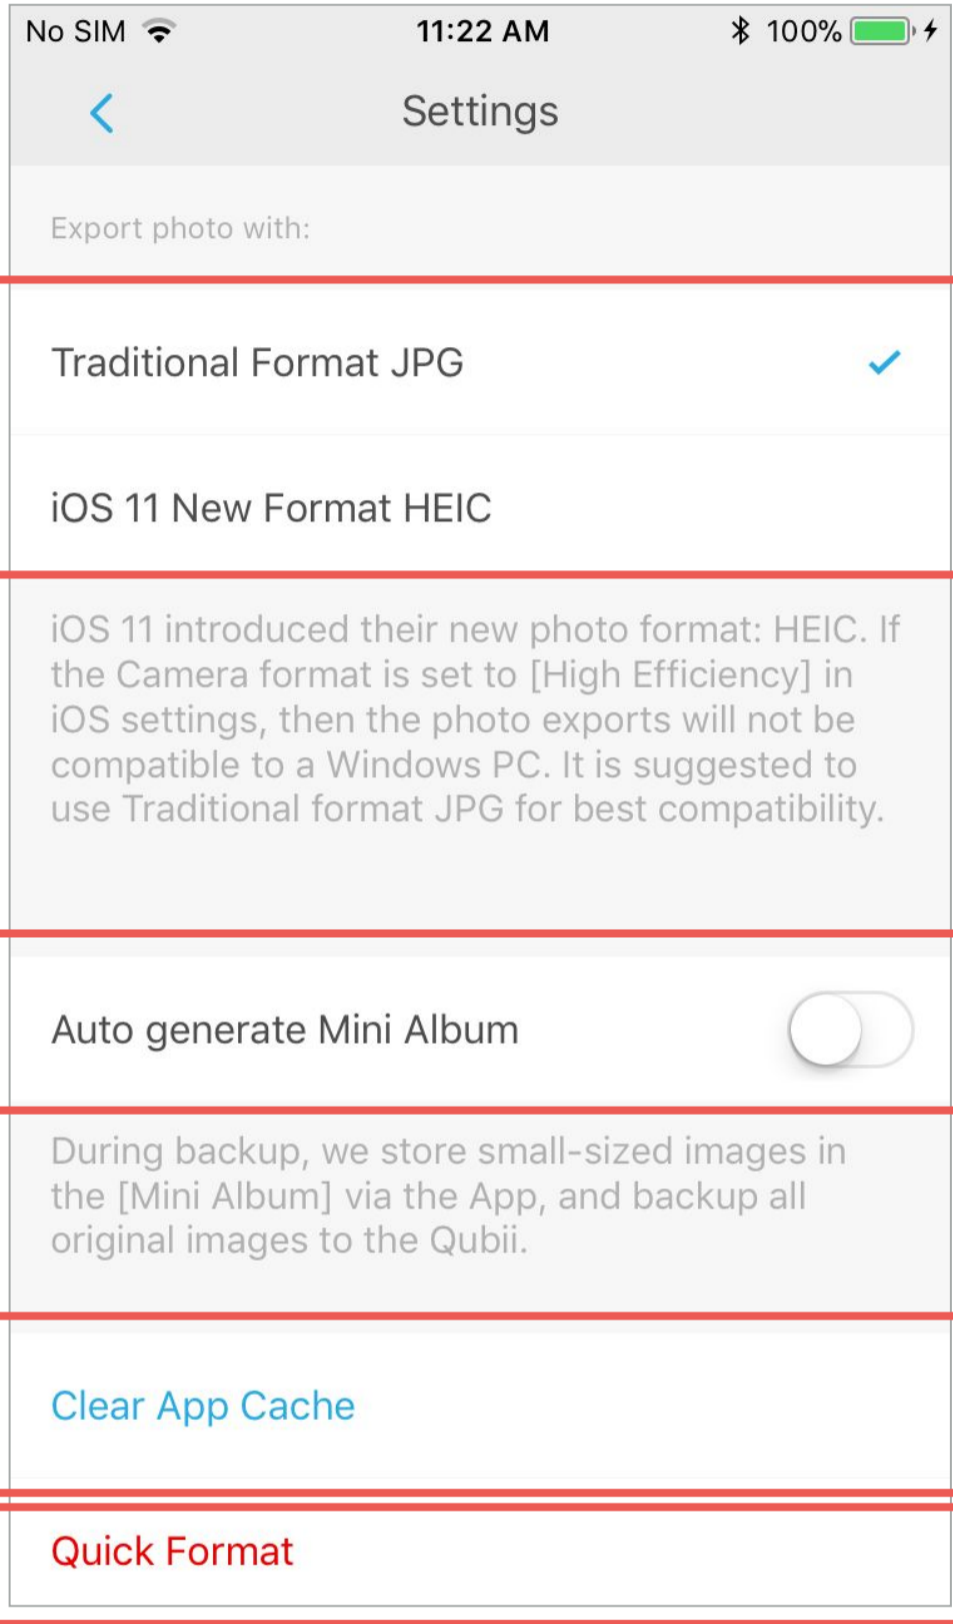 No SIM 11:22 AM 100%
Settings
Export photo with:
Traditional Format JPG
iOS 11 New Format HEIC
iOS 11 introduced their new photo format: HEIC. If
the Camera format is set to [High Efficiency] in
iOS settings, then the photo exports will not be
compatible to a Windows PC. It is suggested to
use Traditional format JPG for best compatibility.
Auto generate Mini Album
During backup, we store small-sized images in
the [Mini Album] via the App, and backup all
original images to the Qubii.
Clear App Cache
Quick Format